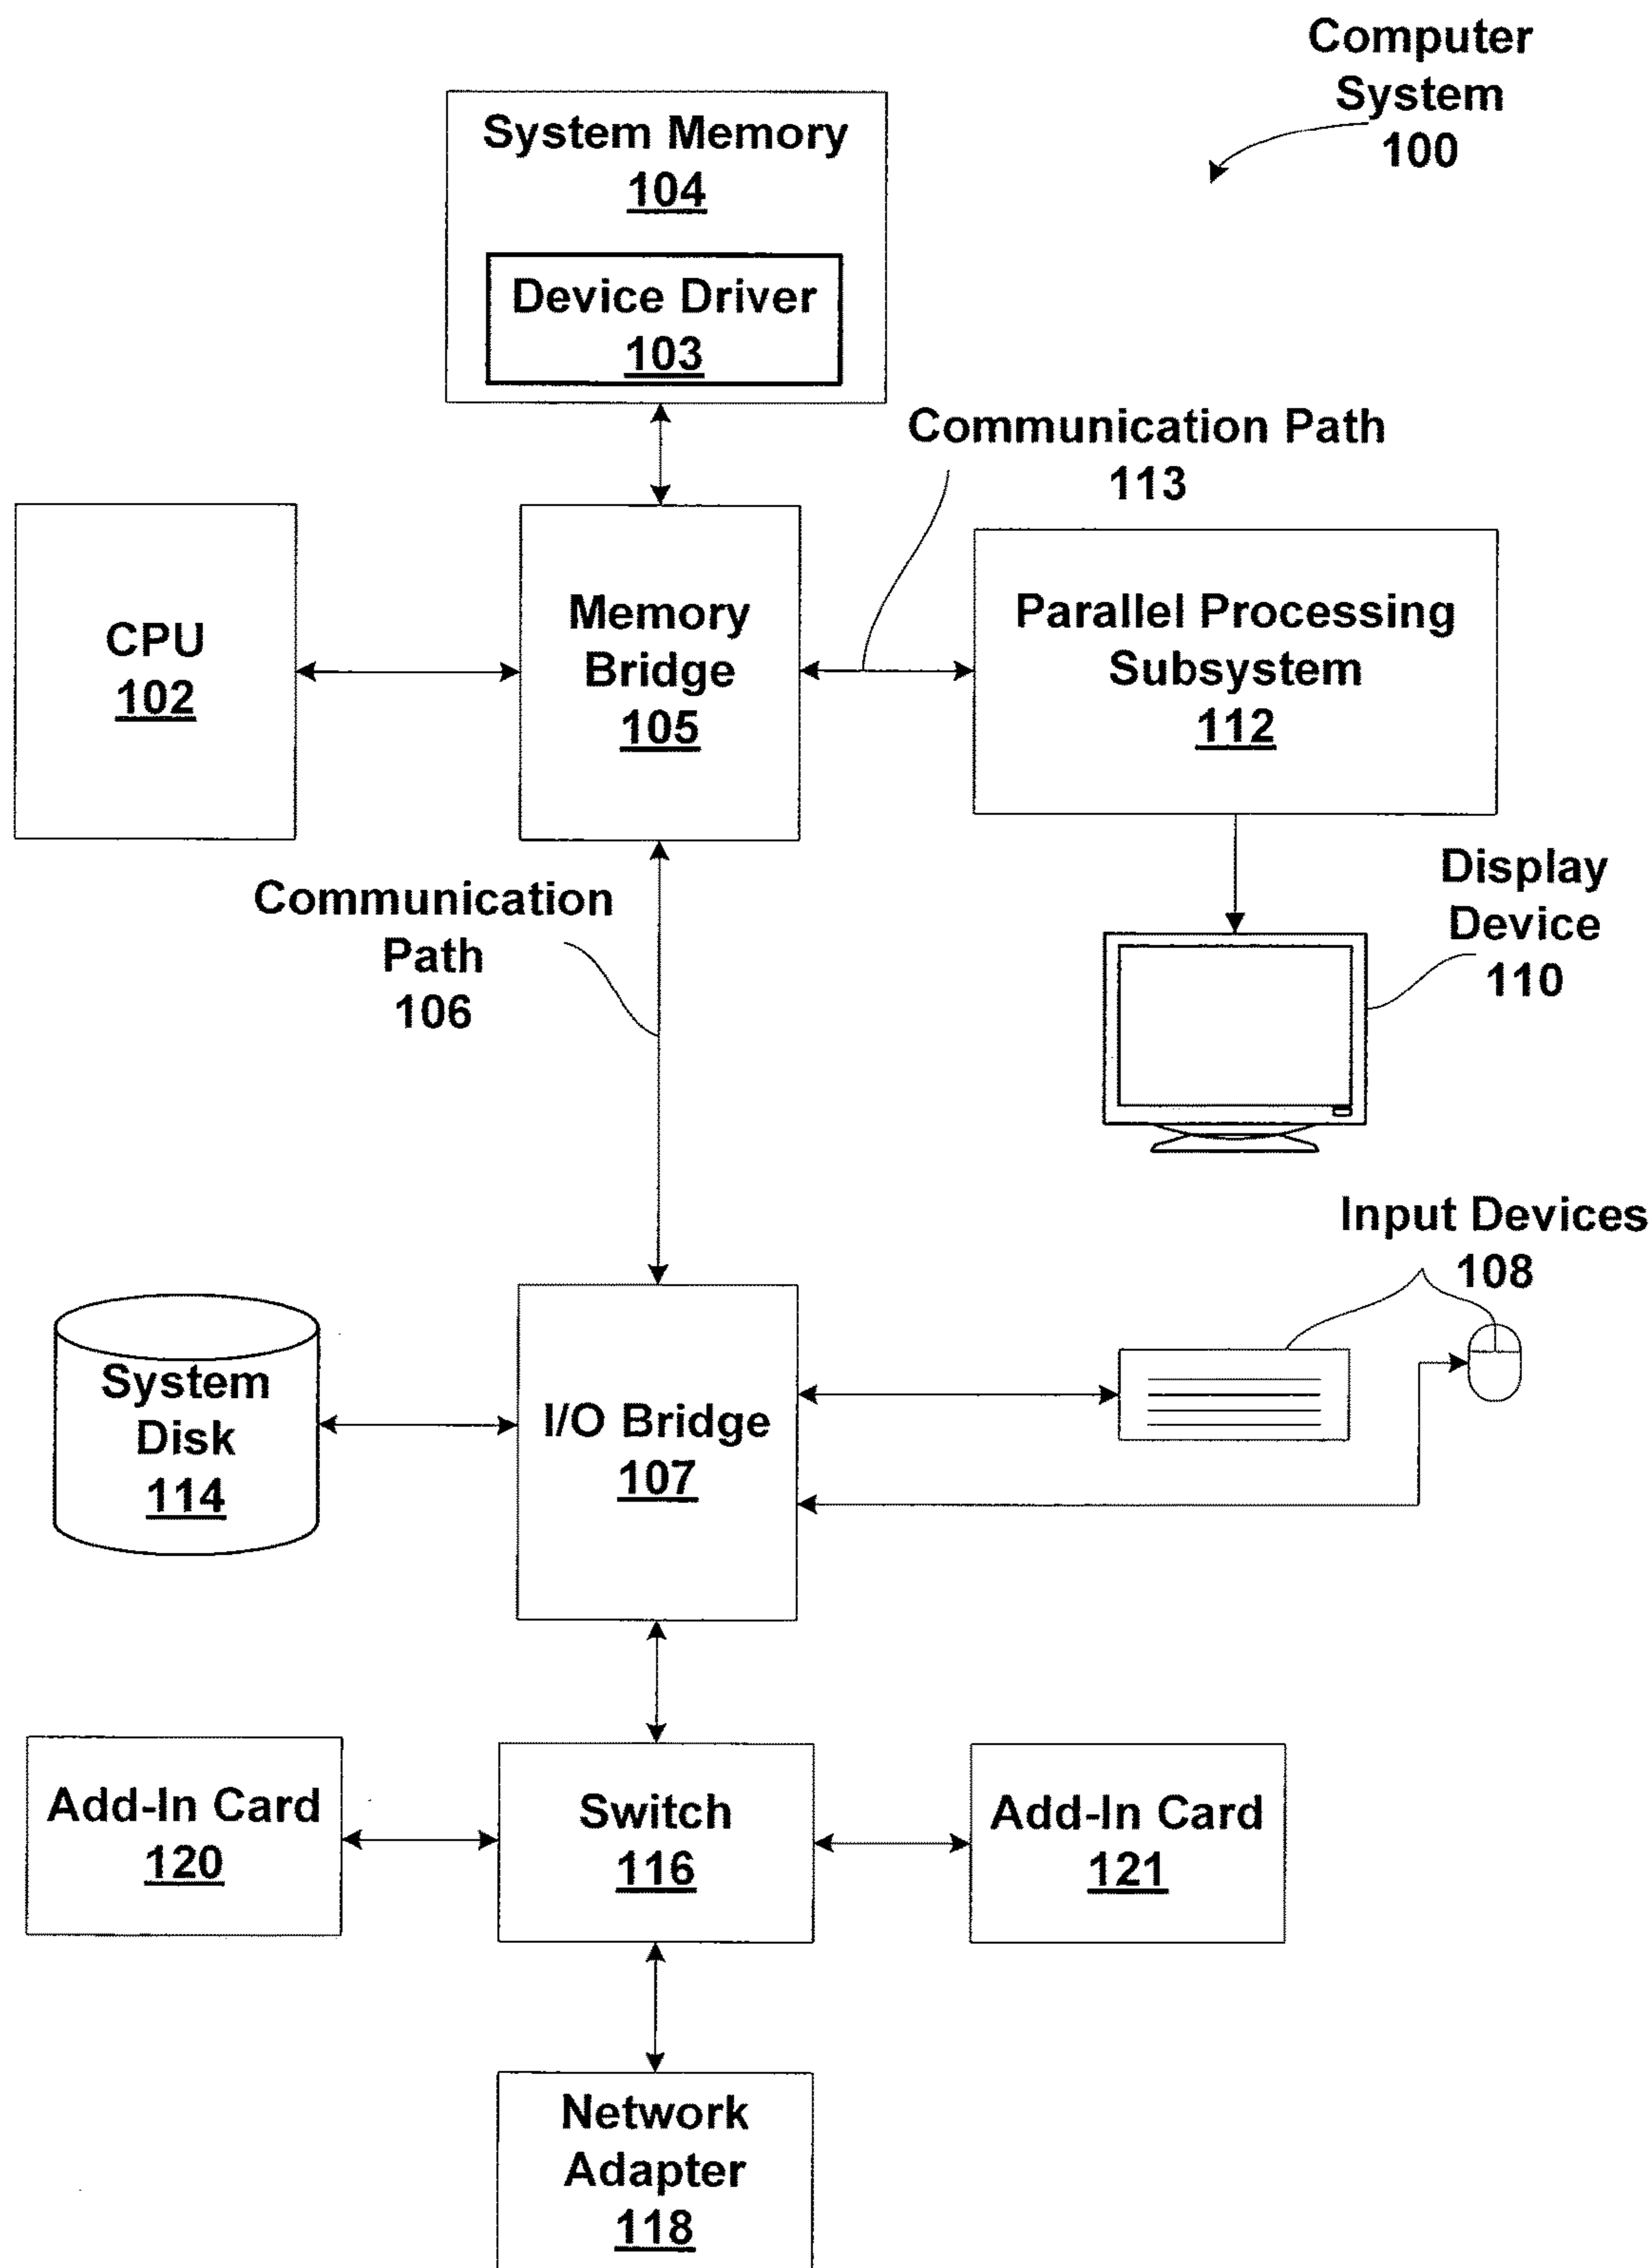 Computer
System
100
System Memory
104
Device Driver
103
Communication Path
113
CPU
102
Memory
Bridge
105
Parallel Processing
Subsystem
112
Communication
Path
106
Display
Device
110
Input Devices
108
System
Disk
114
I/O Bridge
107
Add-In Card
120
Switch
116
Add-In Card
121
Network
Adapter
118